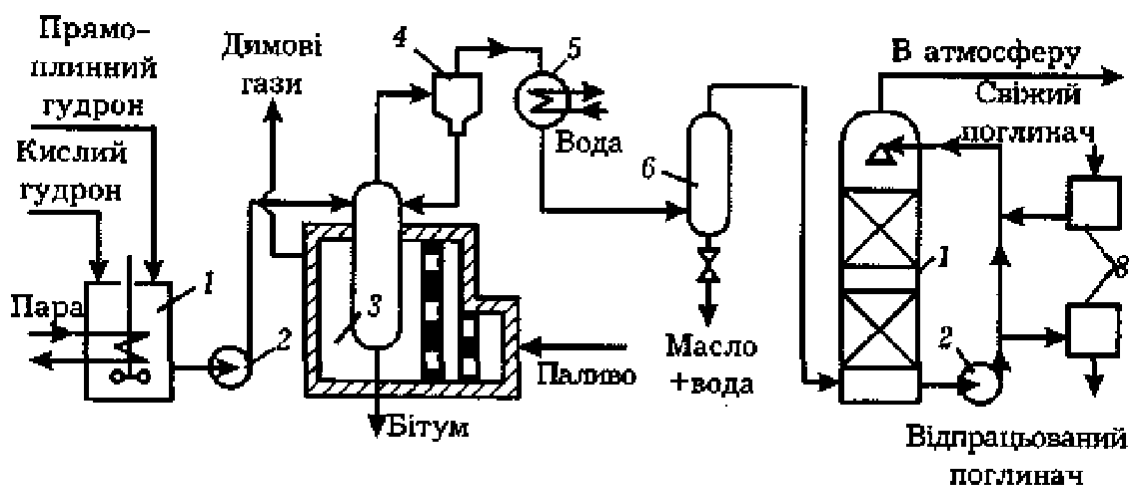 Прямо-
плинний
гудрон
Кислий
гудрон
Пара
1
2
Димові
гази
3
Бітум
4
5
Вода
Паливо
6
Масло
+вода
В атмосферу
Свіжий
поглинач
1
2
8
Відпрацьований
поглинач